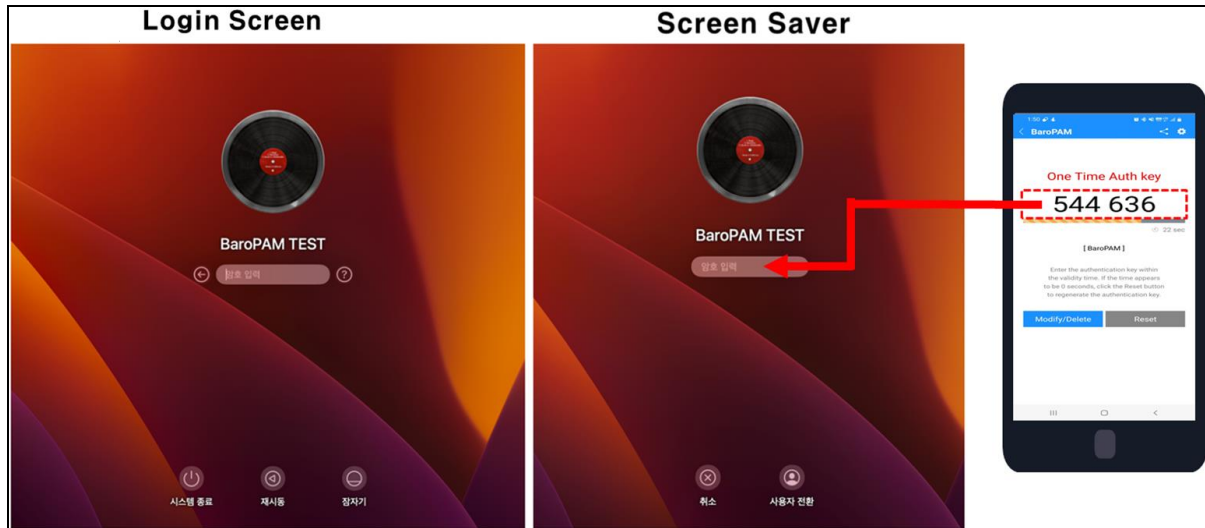 Login Screen
Screen Saver
BaroPAM TEST
암호 입력
시스템 종료
재시동
잠자기
BaroPAM TEST
암호 입력
취소
사용자 전환
1:50
BaroPAM
One Time Auth key
544 636
22 sec
[ BaroPAM ]
Enter the authentication key within
the validity time. If the time appears
to be 0 seconds, click the Reset button
to regenerate the authentication key.
Modify/Delete
Reset